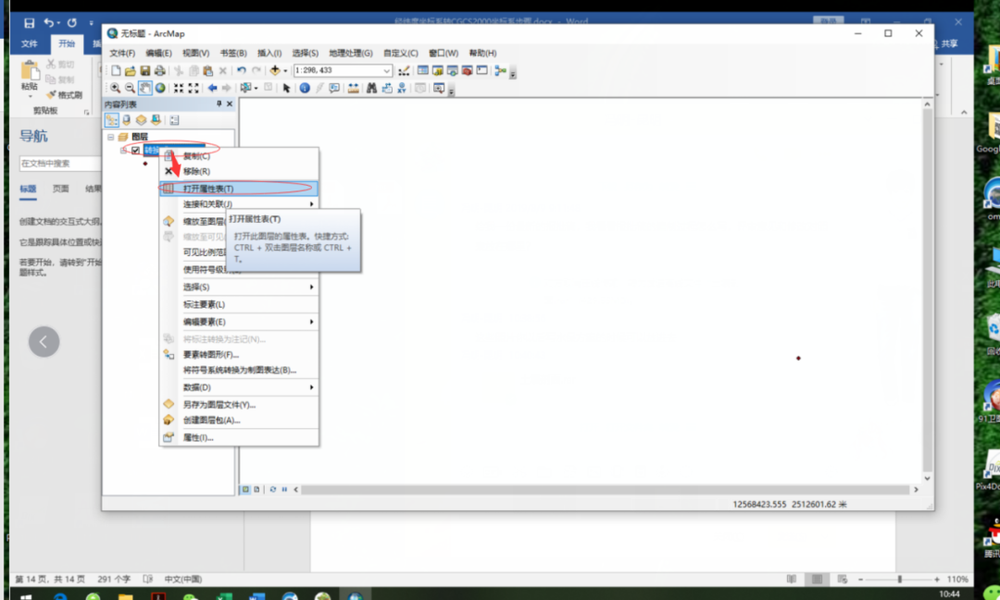 经纬度坐标系转CGCS2000坐标系步骤.docx - Word
文件
开始
插
共享
剪切
复制
粘贴
格式刷
剪贴板
导航
在文档中搜索
标题
页面
结果
创建文档的交互式大纲
它是跟踪具体位置或快
若要开始，请转到"开始
题样式。
无标题 - ArcMap
文件(F)
编辑(E)
视图(V)
书签(B)
插入(I)
选择(S)
地理处理(G)
自定义(C)
窗口(W)
帮助(H)
1:298,433
内容列表
图层
转换
复制(C)
移除(R)
打开属性表(T)
连接和关联(J)
缩放至图层
缩放至可见
可见比例范
使用符号级
选择(S)
标注要素(L)
编辑要素(E)
将标注转换为注记(N)...
要素转图形(F)...
将符号系统转换为制图表达(B)...
数据(D)
另存为图层文件(Y)...
创建图层包(A)...
属性(I)...
打开属性表(T)
打开此图层的属性表。快捷方式:
CTRL + 双击图层名称或 CTRL +
T。
12568423.555 2512601.62 米
第 14 页，共 14 页
291 个字
中文(中国)
110%
10:44
Google
om
此电
回收
91卫图
Pix4D
腾讯